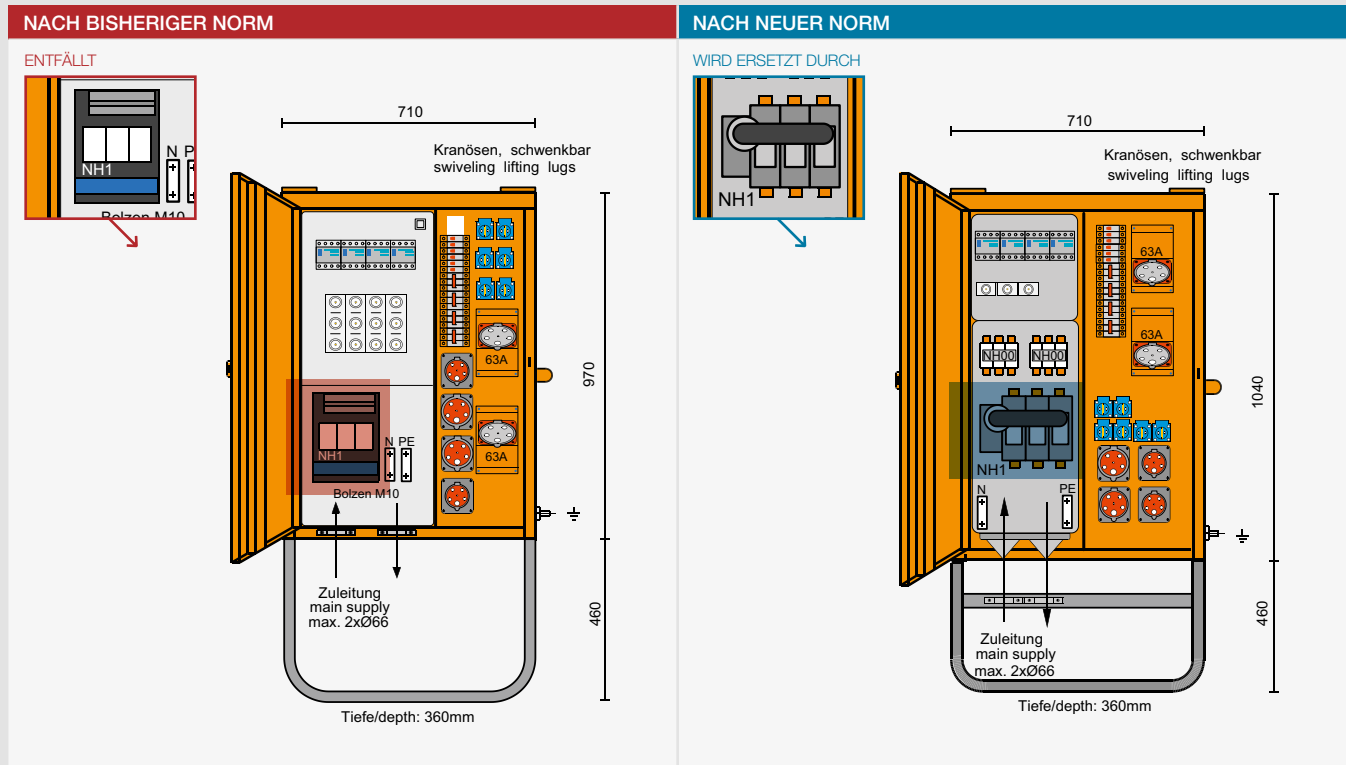 NACH BISHERIGER NORM
ENTFÄLLT
NH1
N P
Bolzen M10
710
Kranösen, schwenkbar
swiveling lifting lugs
63A
63A
970
N PE
NH1
Bolzen M10
Zuleitung
main supply
max. 2xØ66
460
Tiefe/depth: 360mm
NACH NEUER NORM
WIRD ERSETZT DURCH
NH1
710
Kranösen, schwenkbar
swiveling lifting lugs
63A
63A
NH00 NH00
1040
NH1
N PE
Zuleitung
main supply
max. 2xØ66
460
Tiefe/depth: 360mm